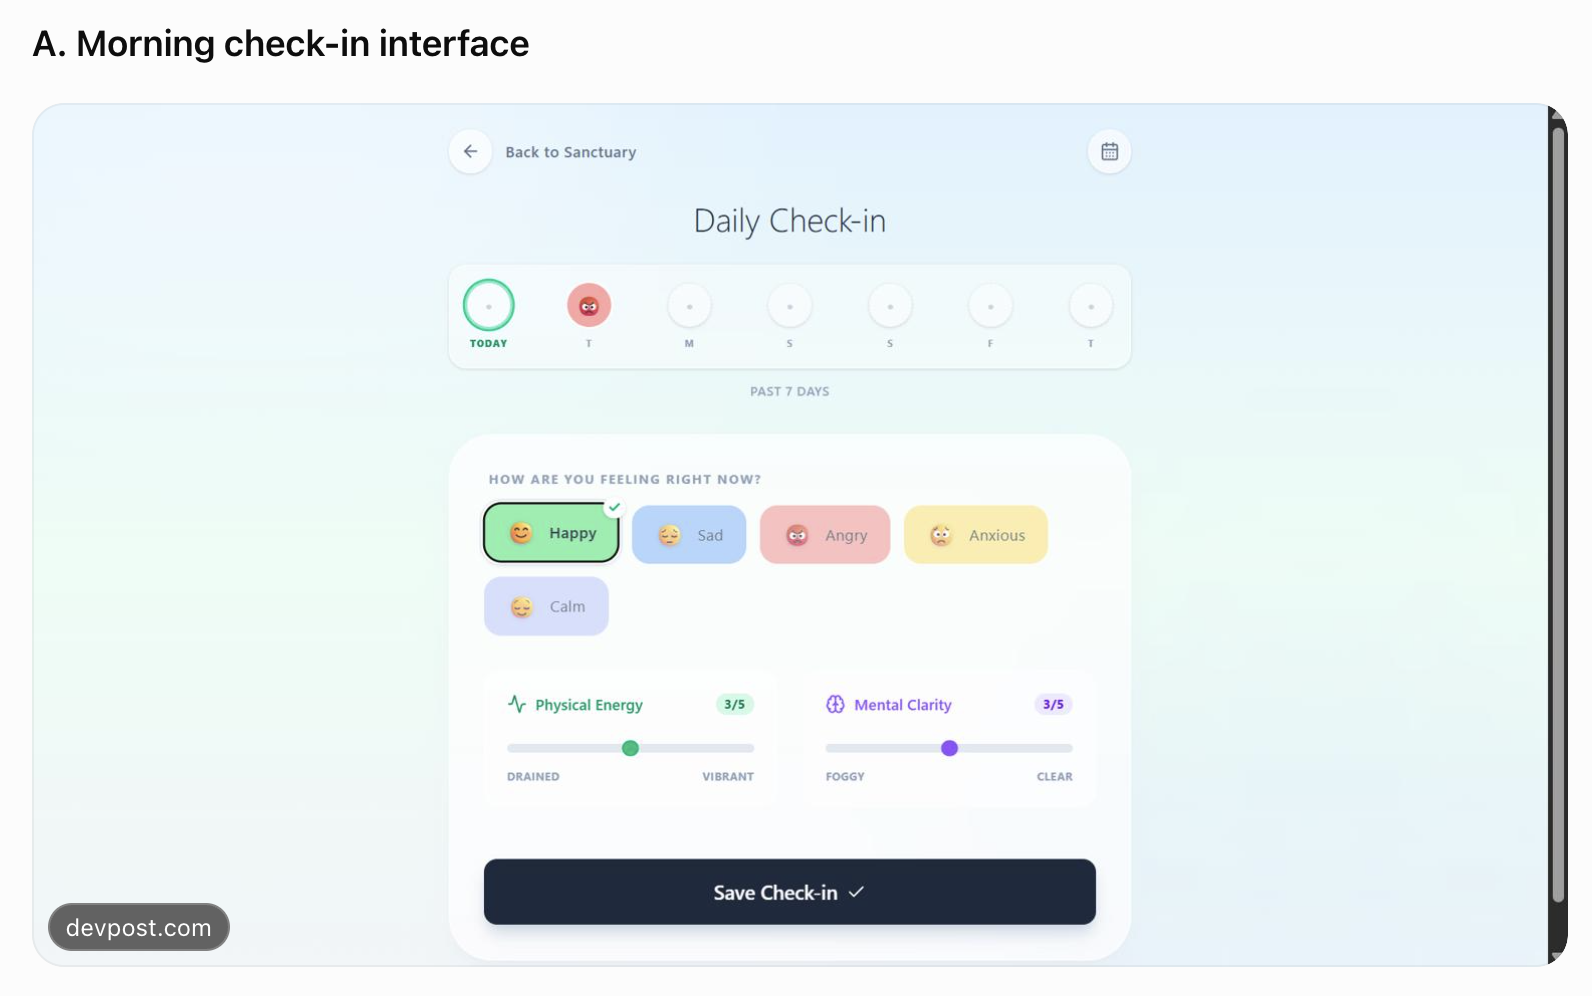 A. Morning check-in interface
Back to Sanctuary
Daily Check-in
TODAY T M S S F T
PAST 7 DAYS
HOW ARE YOU FEELING RIGHT NOW?
Happy Sad Angry Anxious
Calm
Physical Energy 3/5 Mental Clarity 3/5
DRAINED VIBRANT FOGGY CLEAR
Save Check-in
devpost.com